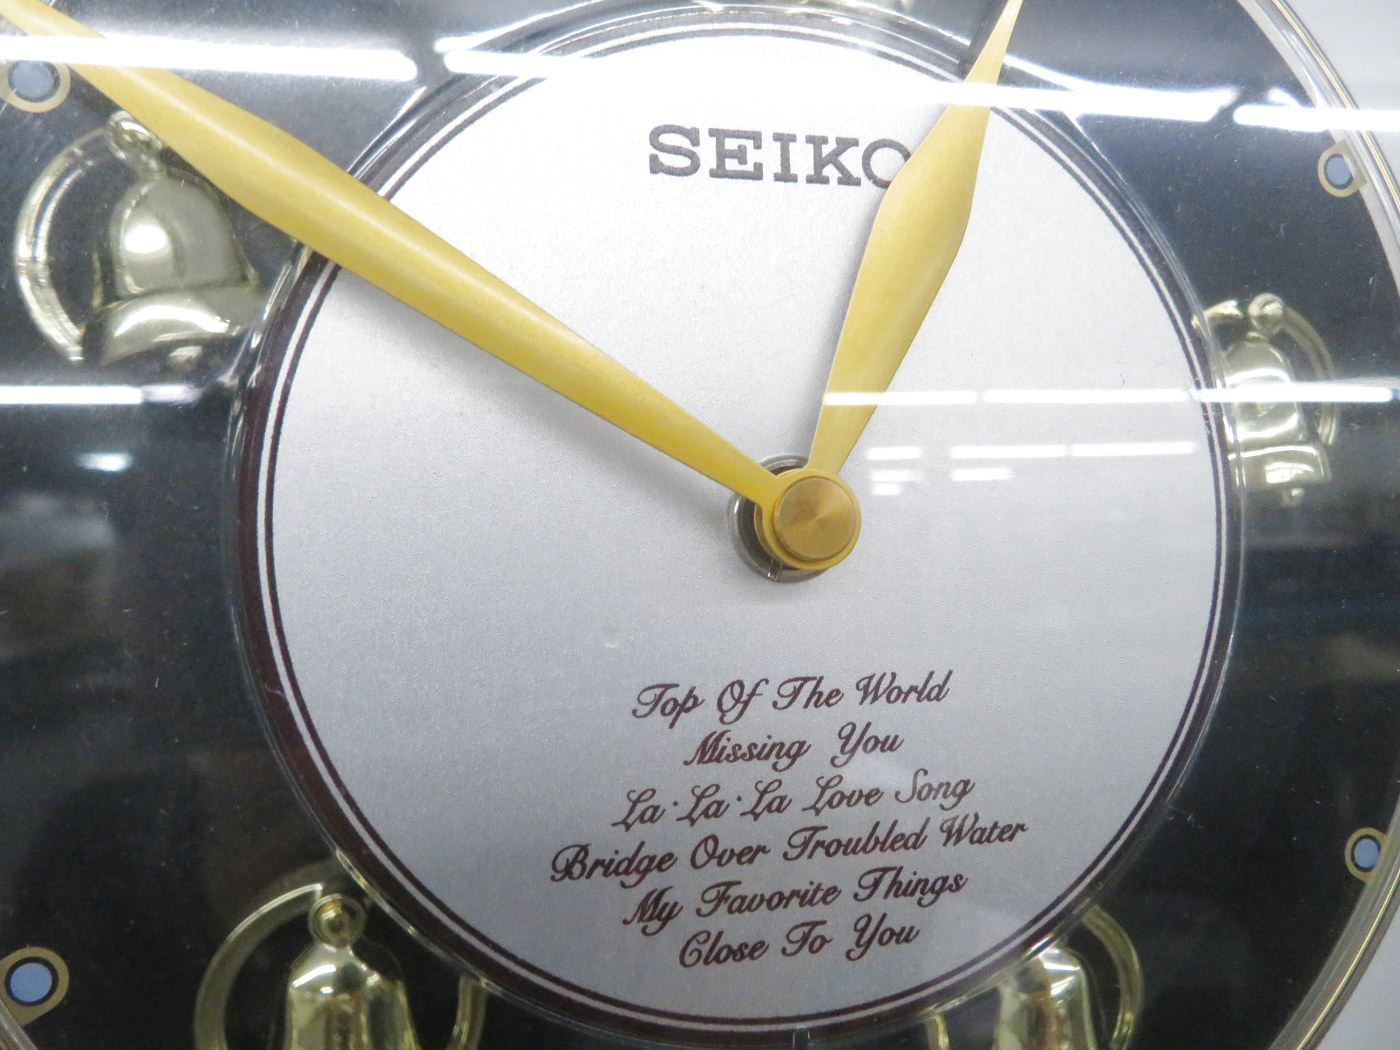 SEIKO
Top Of The World
Missing You
La·La·La Love Song
Bridge Over Troubled Water
My Favorite Things
Close To You